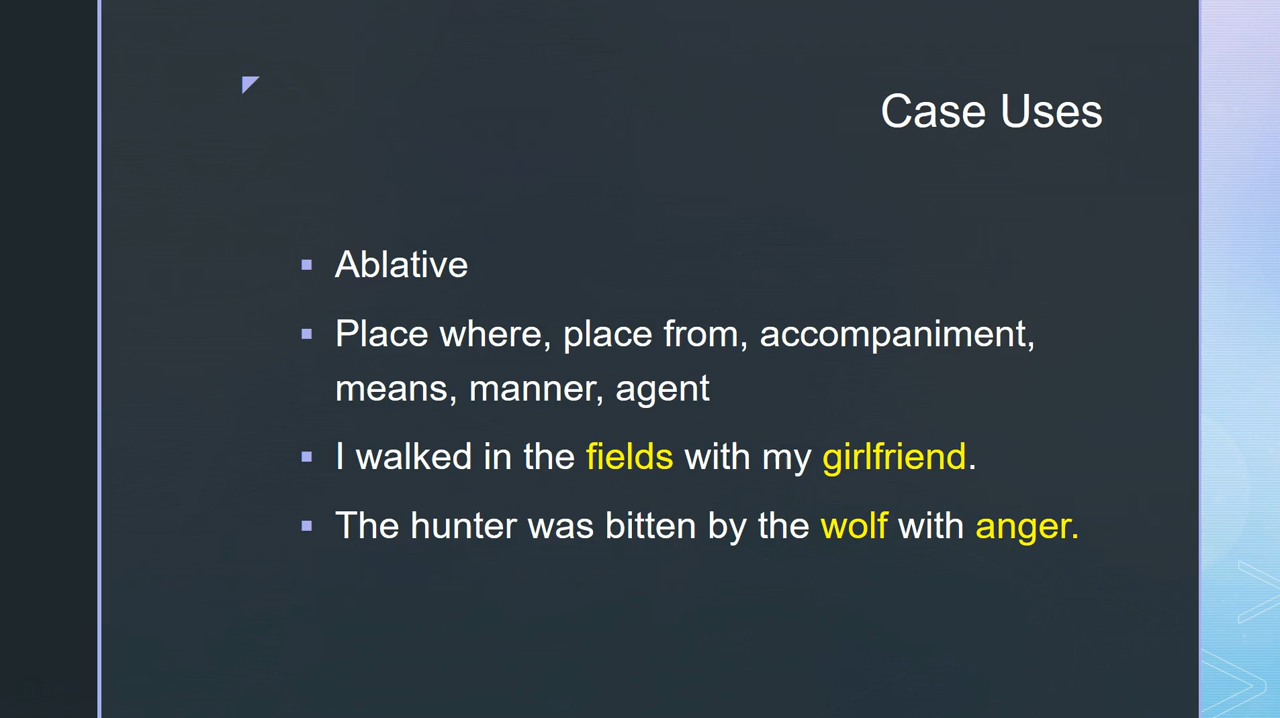 Case Uses
Ablative
Place where, place from, accompaniment,
means, manner, agent
I walked in the fields with my girlfriend.
The hunter was bitten by the wolf with anger.